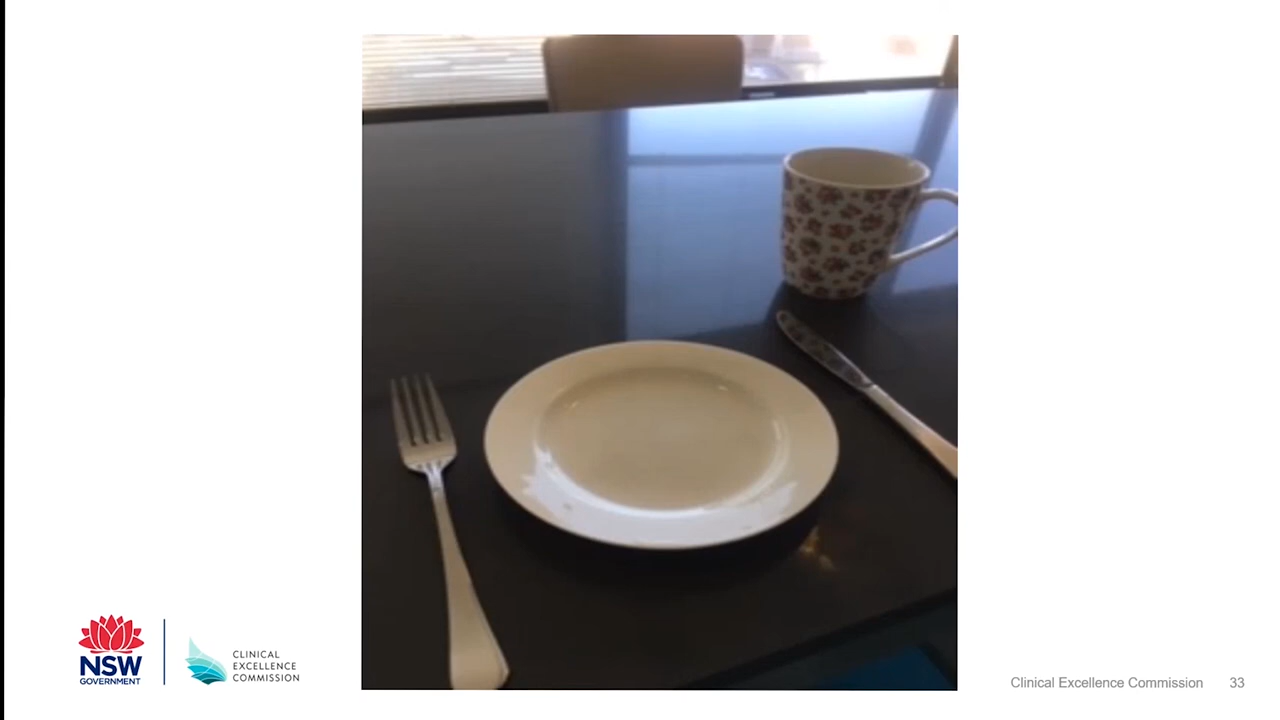 NSW
GOVERNMENT
CLINICAL
EXCELLENCE
COMMISSION
Clinical Excellence Commission 33